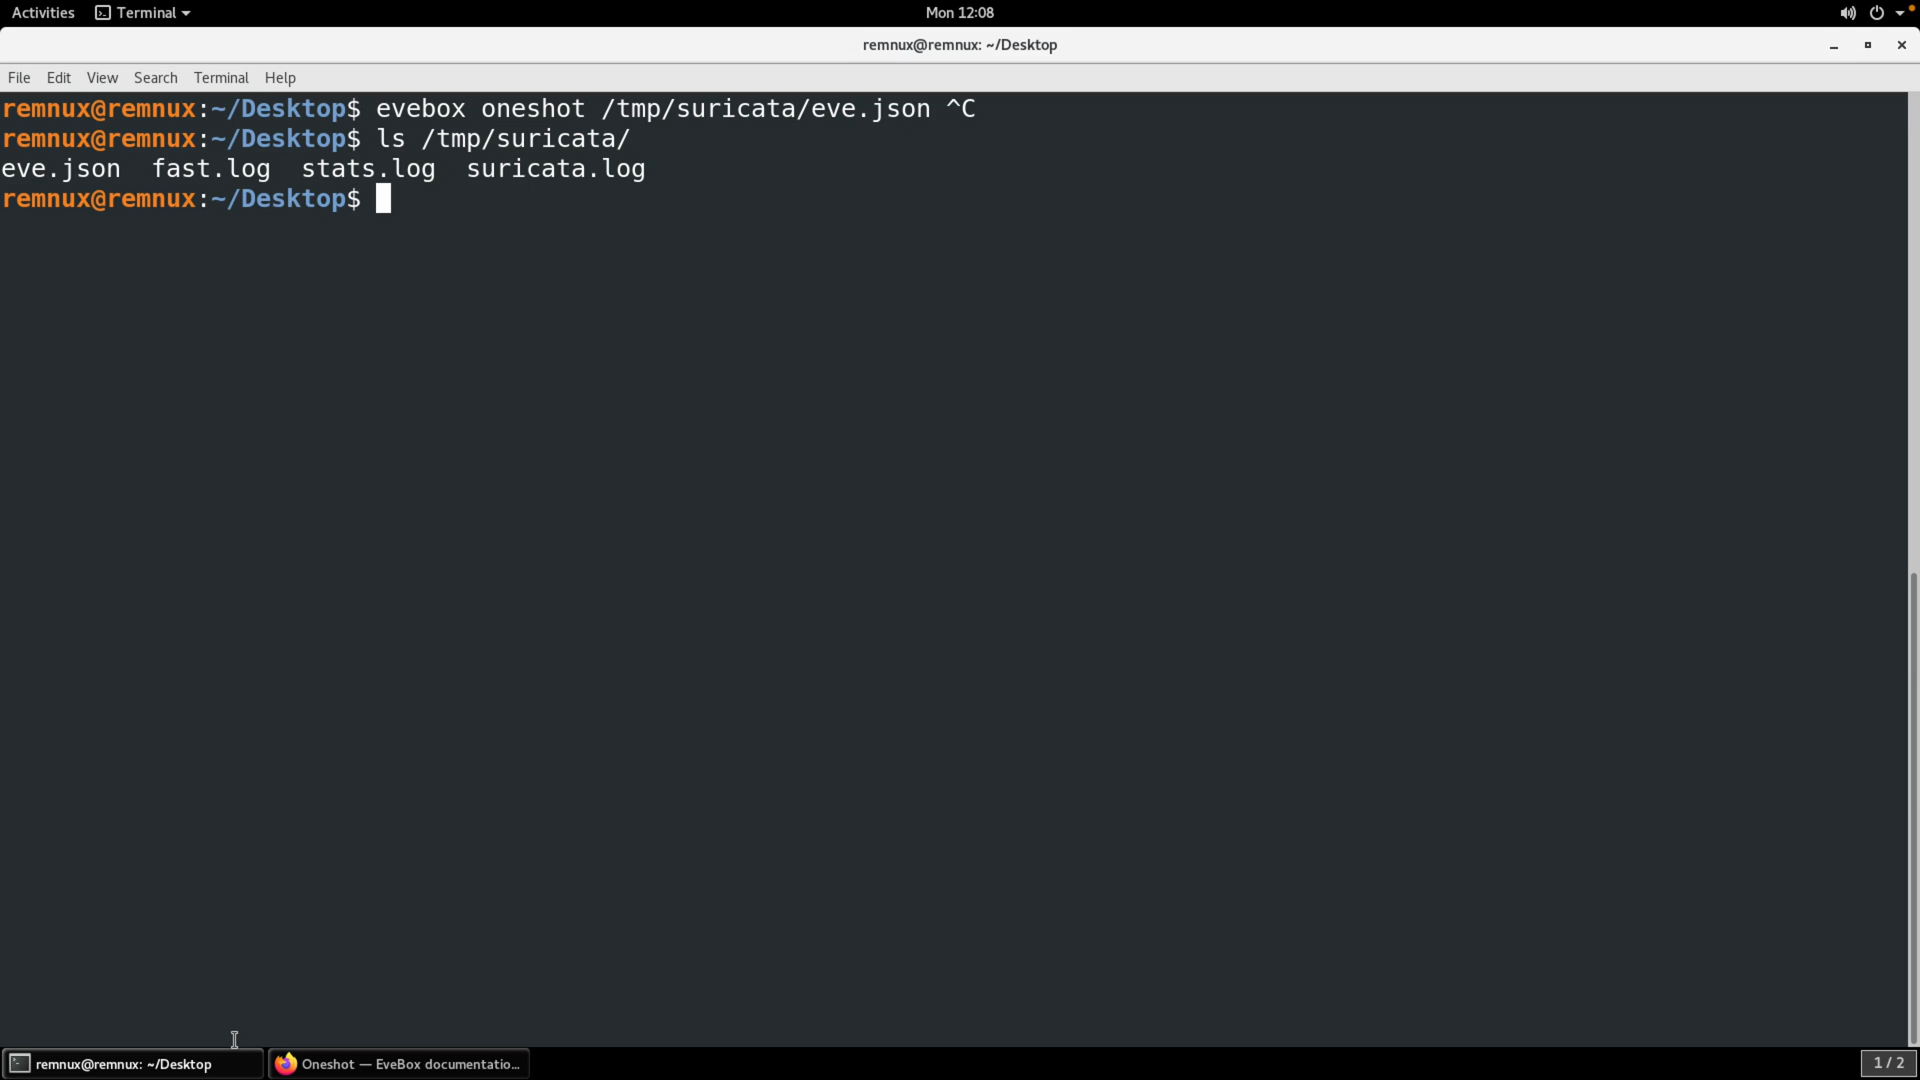 Activities Terminal Mon 12:08
remnux@remnux: ~/Desktop
File Edit View Search Terminal Help
remnux@remnux:~/Desktop$ evebox oneshot /tmp/suricata/eve.json ^C
remnux@remnux:~/Desktop$ ls /tmp/suricata/
eve.json  fast.log  stats.log  suricata.log
remnux@remnux:~/Desktop$
remnux@remnux: ~/Desktop Oneshot — EveBox documentatio... 1 / 2